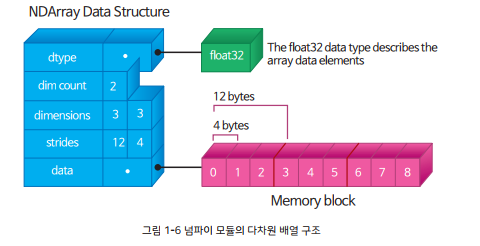 NDArray Data Structure
dtype
float32
The float32 data type describes the
array data elements
dim count 2
dimensions 3 3
strides 12 4
data
12 bytes
4 bytes
0 1 2 3 4 5 6 7 8
Memory block
그림 1-6 넘파이 모듈의 다차원 배열 구조